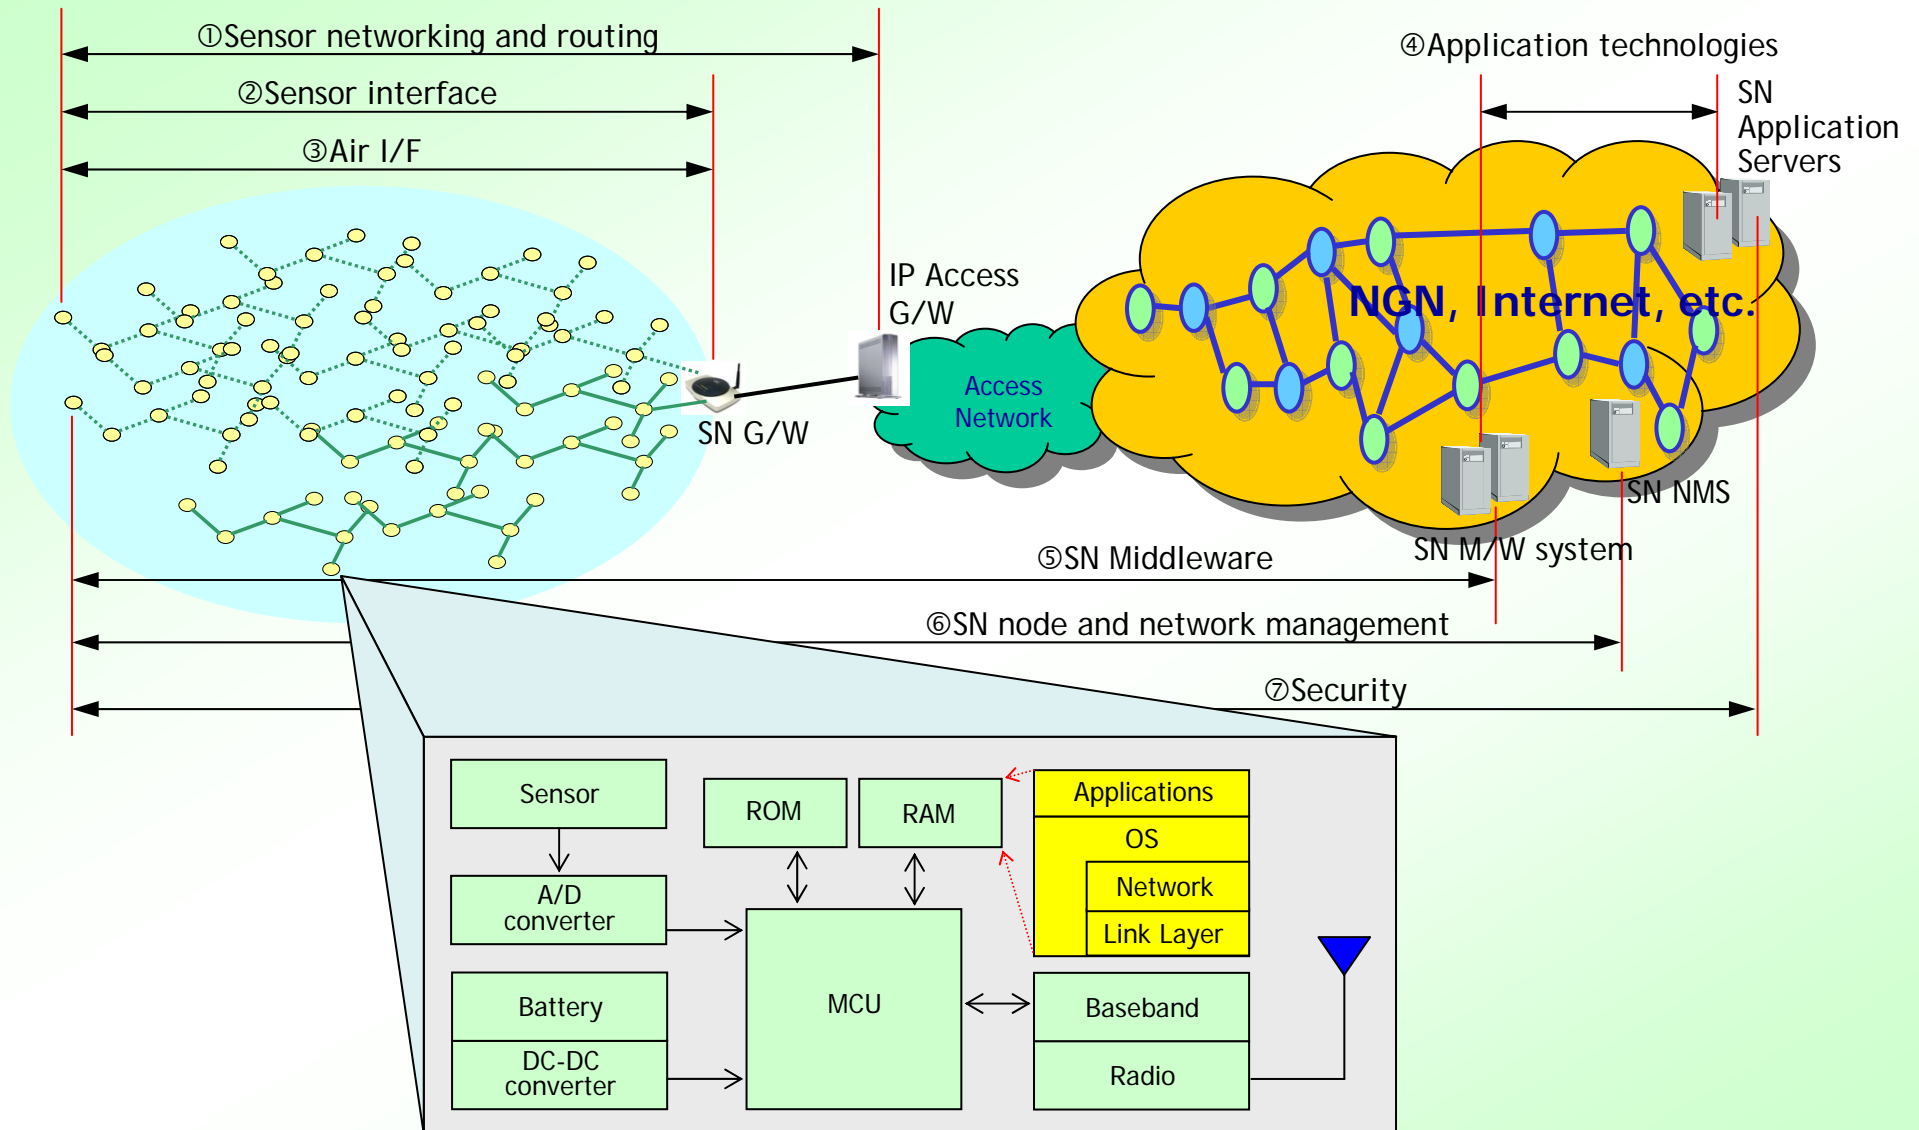 ①Sensor networking and routing
②Sensor interface
③Air I/F
④Application technologies
SN
Application
Servers
IP Access
G/W
NGN, Internet, etc.
Access
Network
SN G/W
SN NMS
SN M/W system
⑤SN Middleware
⑥SN node and network management
⑦Security
Sensor
ROM
RAM
Applications
OS
Network
Link Layer
A/D
converter
Battery
DC-DC
converter
MCU
Baseband
Radio